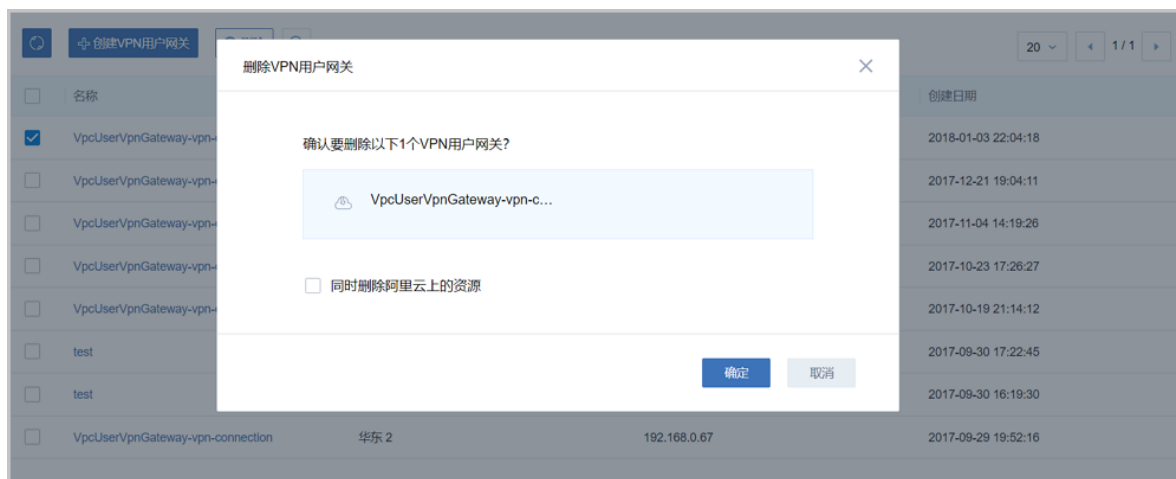 创建VPN用户网关
20
1 / 1
删除VPN用户网关
名称
创建日期
VpcUserVpnGateway-vpn-
2018-01-03 22:04:18
确认要删除以下1个VPN用户网关?
VpcUserVpnGateway-vpn-
2017-12-21 19:04:11
VpcUserVpnGateway-vpn-c...
VpcUserVpnGateway-vpn-
2017-11-04 14:19:26
VpcUserVpnGateway-vpn-
2017-10-23 17:26:27
同时删除阿里云上的资源
VpcUserVpnGateway-vpn-
2017-10-19 21:14:12
test
2017-09-30 17:22:45
确定
取消
test
2017-09-30 16:19:30
VpcUserVpnGateway-vpn-connection
华东 2
192.168.0.67
2017-09-29 19:52:16